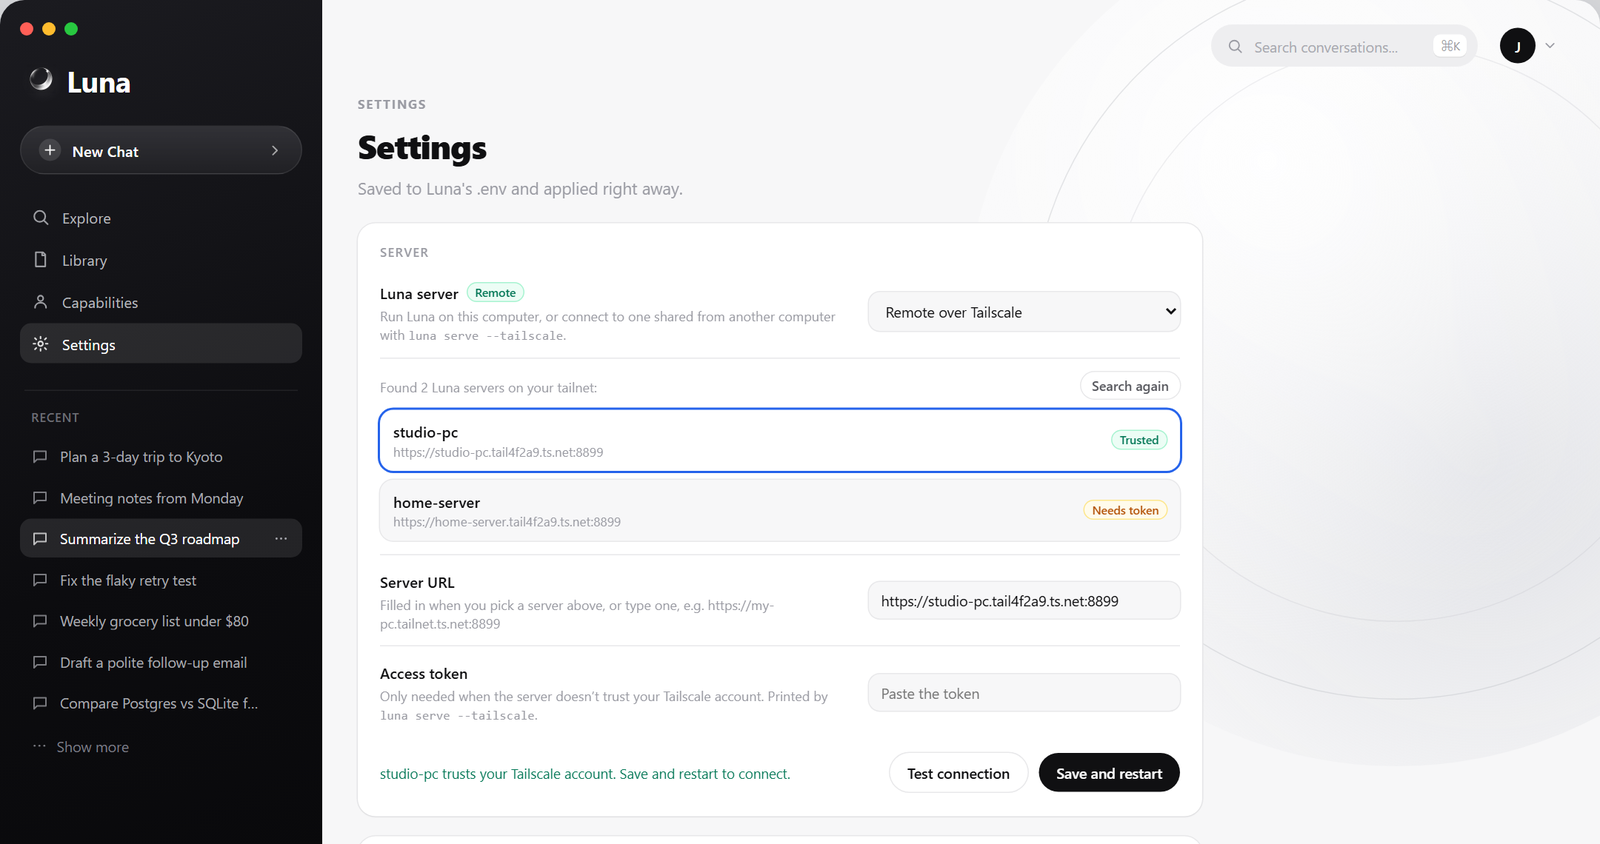 Luna
New Chat
Explore
Library
Capabilities
Settings
RECENT
Plan a 3-day trip to Kyoto
Meeting notes from Monday
Summarize the Q3 roadmap
Fix the flaky retry test
Weekly grocery list under $80
Draft a polite follow-up email
Compare Postgres vs SQLite f...
Show more
Search conversations...
⌘K
J
SETTINGS
Settings
Saved to Luna's .env and applied right away.
SERVER
Luna server
Remote
Run Luna on this computer, or connect to one shared from another computer
with luna serve --tailscale.
Remote over Tailscale
Found 2 Luna servers on your tailnet:
Search again
studio-pc
https://studio-pc.tail4f2a9.ts.net:8899
Trusted
home-server
https://home-server.tail4f2a9.ts.net:8899
Needs token
Server URL
Filled in when you pick a server above, or type one, e.g. https://my-
pc.tailnet.ts.net:8899
https://studio-pc.tail4f2a9.ts.net:8899
Access token
Only needed when the server doesn't trust your Tailscale account. Printed by
luna serve --tailscale.
Paste the token
studio-pc trusts your Tailscale account. Save and restart to connect.
Test connection
Save and restart